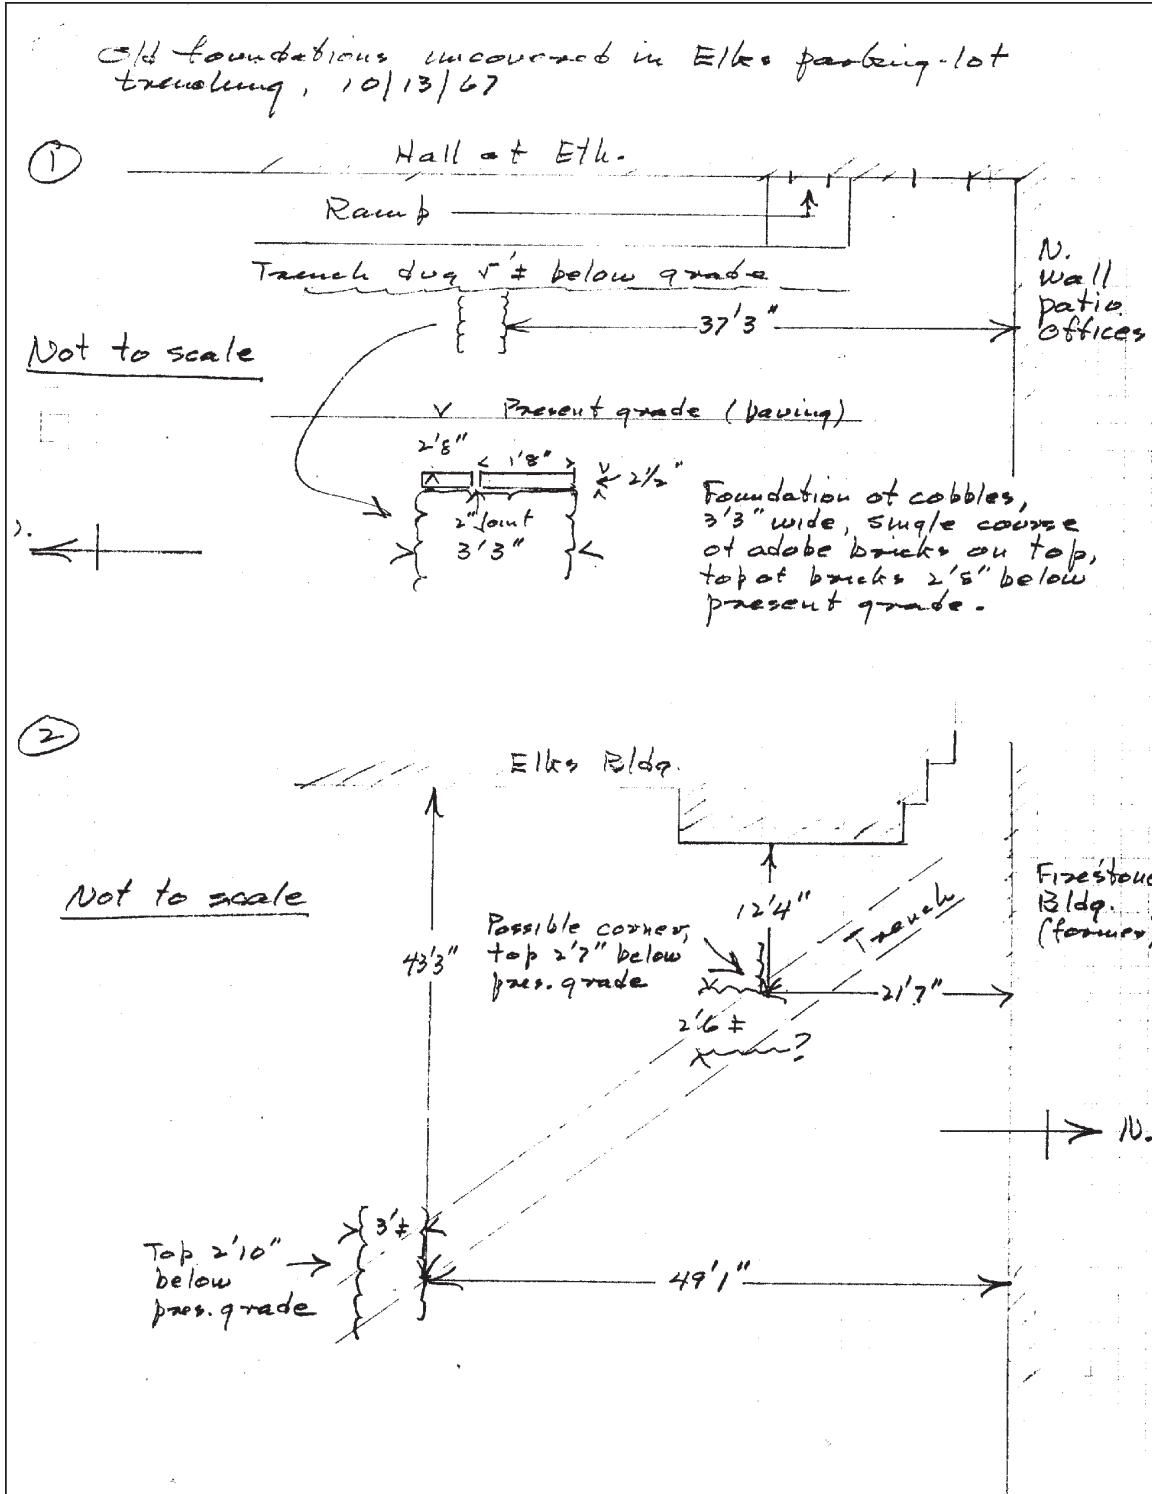 Old foundations uncovered in Elks parking-lot
trenching, 10/13/67
1
Hall at Eth.
Ramp
Trench dug 5'± below grade
37'3"
N.
Wall
patio
offices
Not to scale
Present grade (paving)
2'8"
1'8"
2½"
2" Joint
3'3"
Foundation of cobbles,
3'3" wide, single course
of adobe bricks on top,
top of bricks 2'8" below
present grade.
2
Elks Bldg.
Not to scale
43'3"
Possible corner,
top 2'7" below
pres. grade
12'4"
Trench
Firestone
Bldg.
(former)
21'7"
2'6±
?
N.
3'±
Top 2'10"
below
pres. grade
49'1"